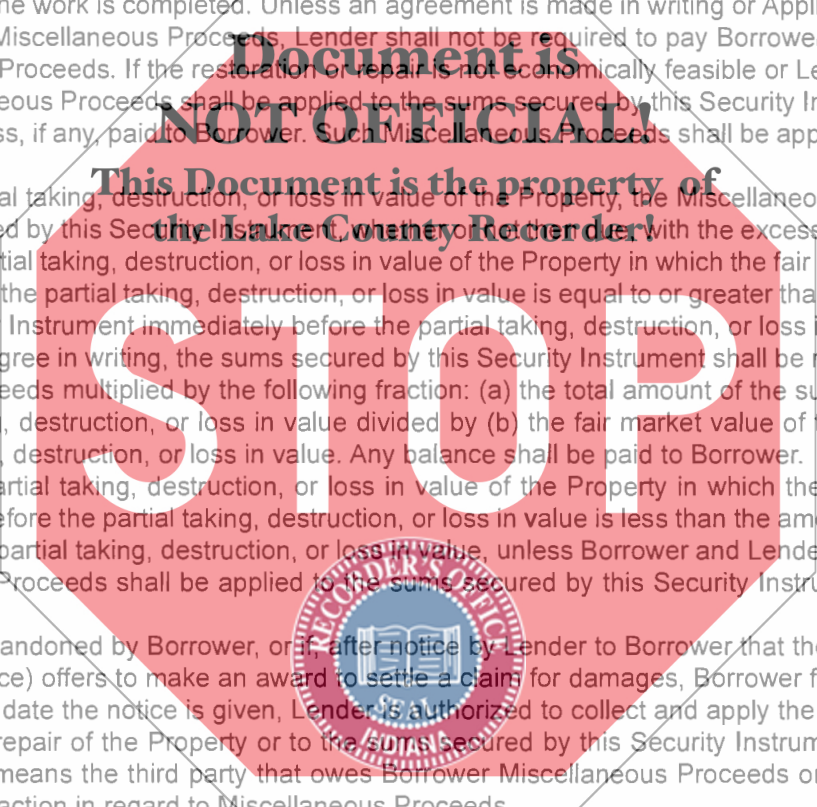 he work is completed. Unless an agreement is made in writing or Appli
Miscellaneous Proceeds, Lender shall not be required to pay Borrowe
Document is
Proceeds. If the restoration or repair is not economically feasible or Le
eous Proceeds shall be applied to the sums secured by this Security In
NOT OFFICIAL!
ss, if any, paid to Borrower. Such Miscellaneous Proceeds shall be app
This Document is the property of
al taking, destruction, or loss in value of the Property, the Miscellaneo
the Lake County Recorder!
ed by this Security Instrument, whether or not then due, with the excess
tial taking, destruction, or loss in value of the Property in which the fair
the partial taking, destruction, or loss in value is equal to or greater tha
Instrument immediately before the partial taking, destruction, or loss i
gree in writing, the sums secured by this Security Instrument shall be r
eeds multiplied by the following fraction: (a) the total amount of the su
STOP
, destruction, or loss in value divided by (b) the fair market value of t
, destruction, or loss in value. Any balance shall be paid to Borrower.
artial taking, destruction, or loss in value of the Property in which the
efore the partial taking, destruction, or loss in value is less than the amo
partial taking, destruction, or loss in value, unless Borrower and Lende
Proceeds shall be applied to the sums secured by this Security Instru
RECORDER'S OFFICE
andoned by Borrower, or if, after notice by Lender to Borrower that the
ce) offers to make an award to settle a claim for damages, Borrower f
date the notice is given, Lender is authorized to collect and apply the
SEAL
repair of the Property or to the sums secured by this Security Instrum
INDIANA
means the third party that owes Borrower Miscellaneous Proceeds or
action in regard to Miscellaneous Proceeds.